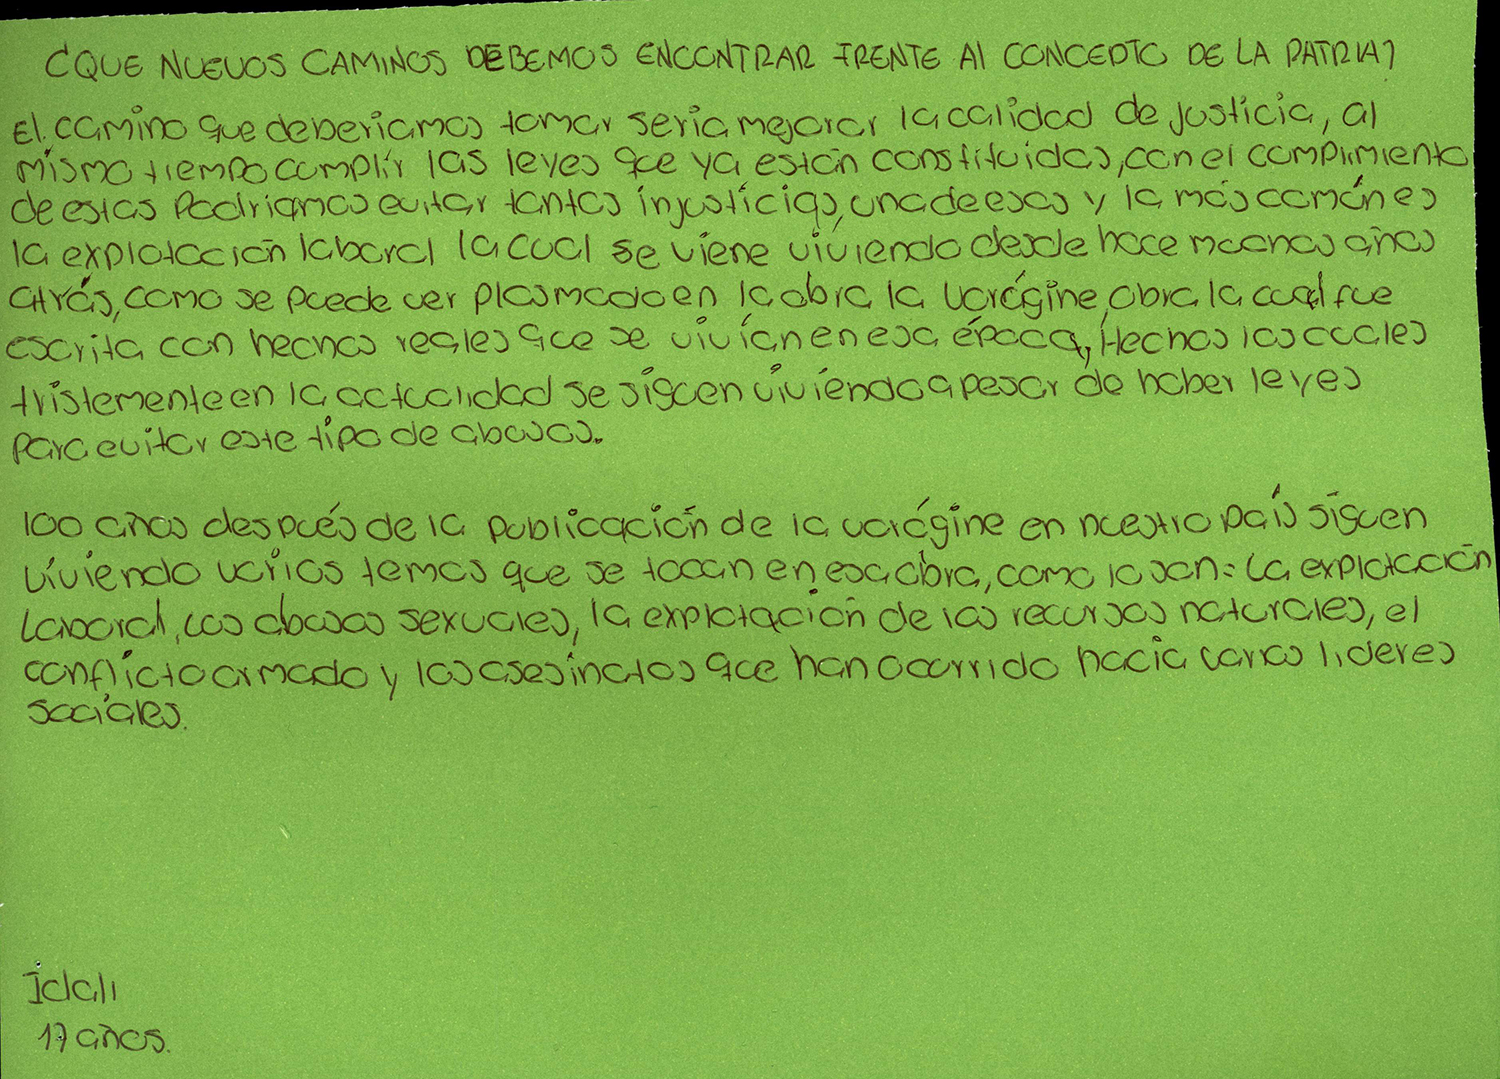 ¿QUE NUEVOS CAMINOS DEBEMOS ENCONTRAR FRENTE Al CONCEPTO DE LA PATRIA?
El camino que deberiamos tomar seria mejorar la calidad de justicia, al
mismo tiempo cumplir las leyes que ya están constituidas, con el cumplimiento
de estas Podriamos evitar tantas injusticias, una de esas y la más común es
la explotación laboral la cual se viene viviendo desde hace muchos años
atrás, como se puede ver plasmado en la obra la Vorágine, obra la cual fue
escrita con hechos reales que se vivían en esa época, Hechos los cuales
tristemente en la actualidad se siguen viviendo a pesar de haber leyes
para evitar este tipo de abusos.
100 años después de la publicación de la vorágine en nuestro país siguen
viviendo varios temas que se tocan en esa obra, como lo son: La explotación
Laboral, los abusos sexuales, la explotación de los recursos naturales, el
conflicto armado y los asesinatos que han ocurrido hacia varios lideres
sociales.
Idali
17 años.